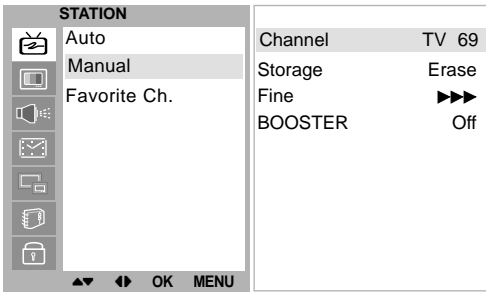 STATION
Auto
Manual
Favorite Ch.
▲▼ ◀▶ OK MENU
Channel TV 69
Storage Erase
Fine ▶▶▶
BOOSTER Off